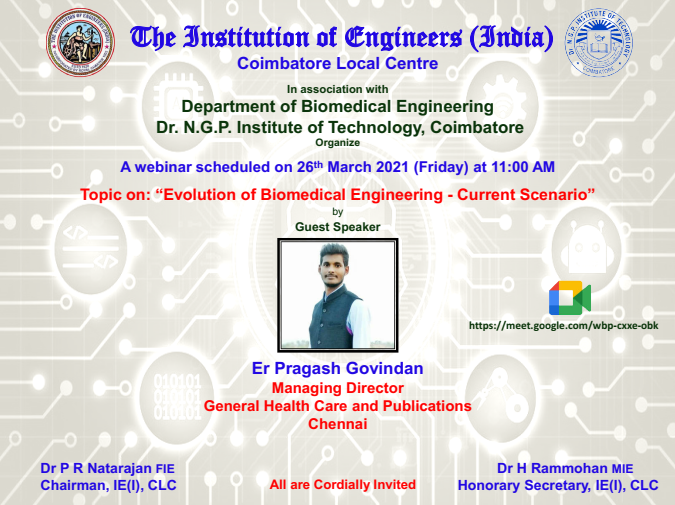 The Institution of Engineers (India)
Coimbatore Local Centre
In association with
Department of Biomedical Engineering
Dr. N.G.P. Institute of Technology, Coimbatore
Organize
A webinar scheduled on 26th March 2021 (Friday) at 11:00 AM
Topic on: “Evolution of Biomedical Engineering - Current Scenario”
by
Guest Speaker
https://meet.google.com/wbp-cxxe-obk
Er Pragash Govindan
Managing Director
General Health Care and Publications
Chennai
Dr P R Natarajan FIE
Chairman, IE(I), CLC
All are Cordially Invited
Dr H Rammohan MIE
Honorary Secretary, IE(I), CLC